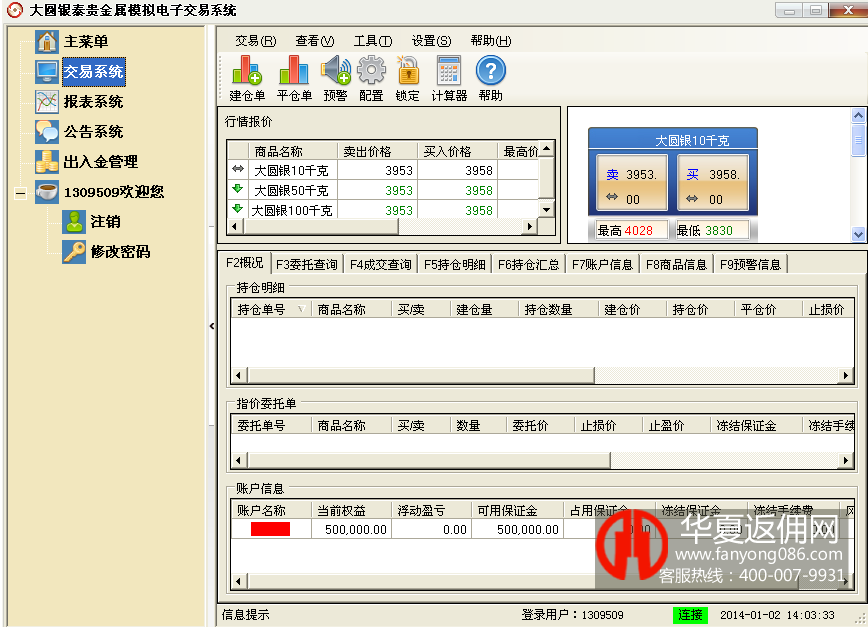 大圆银泰贵金属模拟电子交易系统
主菜单
交易系统
报表系统
公告系统
出入金管理
1309509欢迎您
注销
修改密码
交易(R) 查看(V) 工具(T) 设置(S) 帮助(H)
建仓单 平仓单 预警 配置 锁定 计算器 帮助
行情报价
商品名称 卖出价格 买入价格 最高价
大圆银10千克 3953 3958
大圆银50千克 3953 3958
大圆银100千克 3953 3958
大圆银10千克
卖 3953. 00 买 3958. 00
最高 4028 最低 3830
F2概况 F3委托查询 F4成交查询 F5持仓明细 F6持仓汇总 F7账户信息 F8商品信息 F9预警信息
持仓明细
持仓单号 商品名称 买/卖 建仓量 持仓数量 建仓价 持仓价 平仓价 止损价
指价委托单
委托单号 商品名称 买/卖 数量 委托价 止损价 止盈价 冻结保证金 冻结手续
账户信息
账户名称 当前权益 浮动盈亏 可用保证金 占用保证金 冻结保证金 冻结手续费
500,000.00 0.00 500,000.00 0.00 0.00 0.00
华夏返佣网
www.fanyong086.com
客服热线：400-007-9931
信息提示 登录用户：1309509 连接 2014-01-02 14:03:33